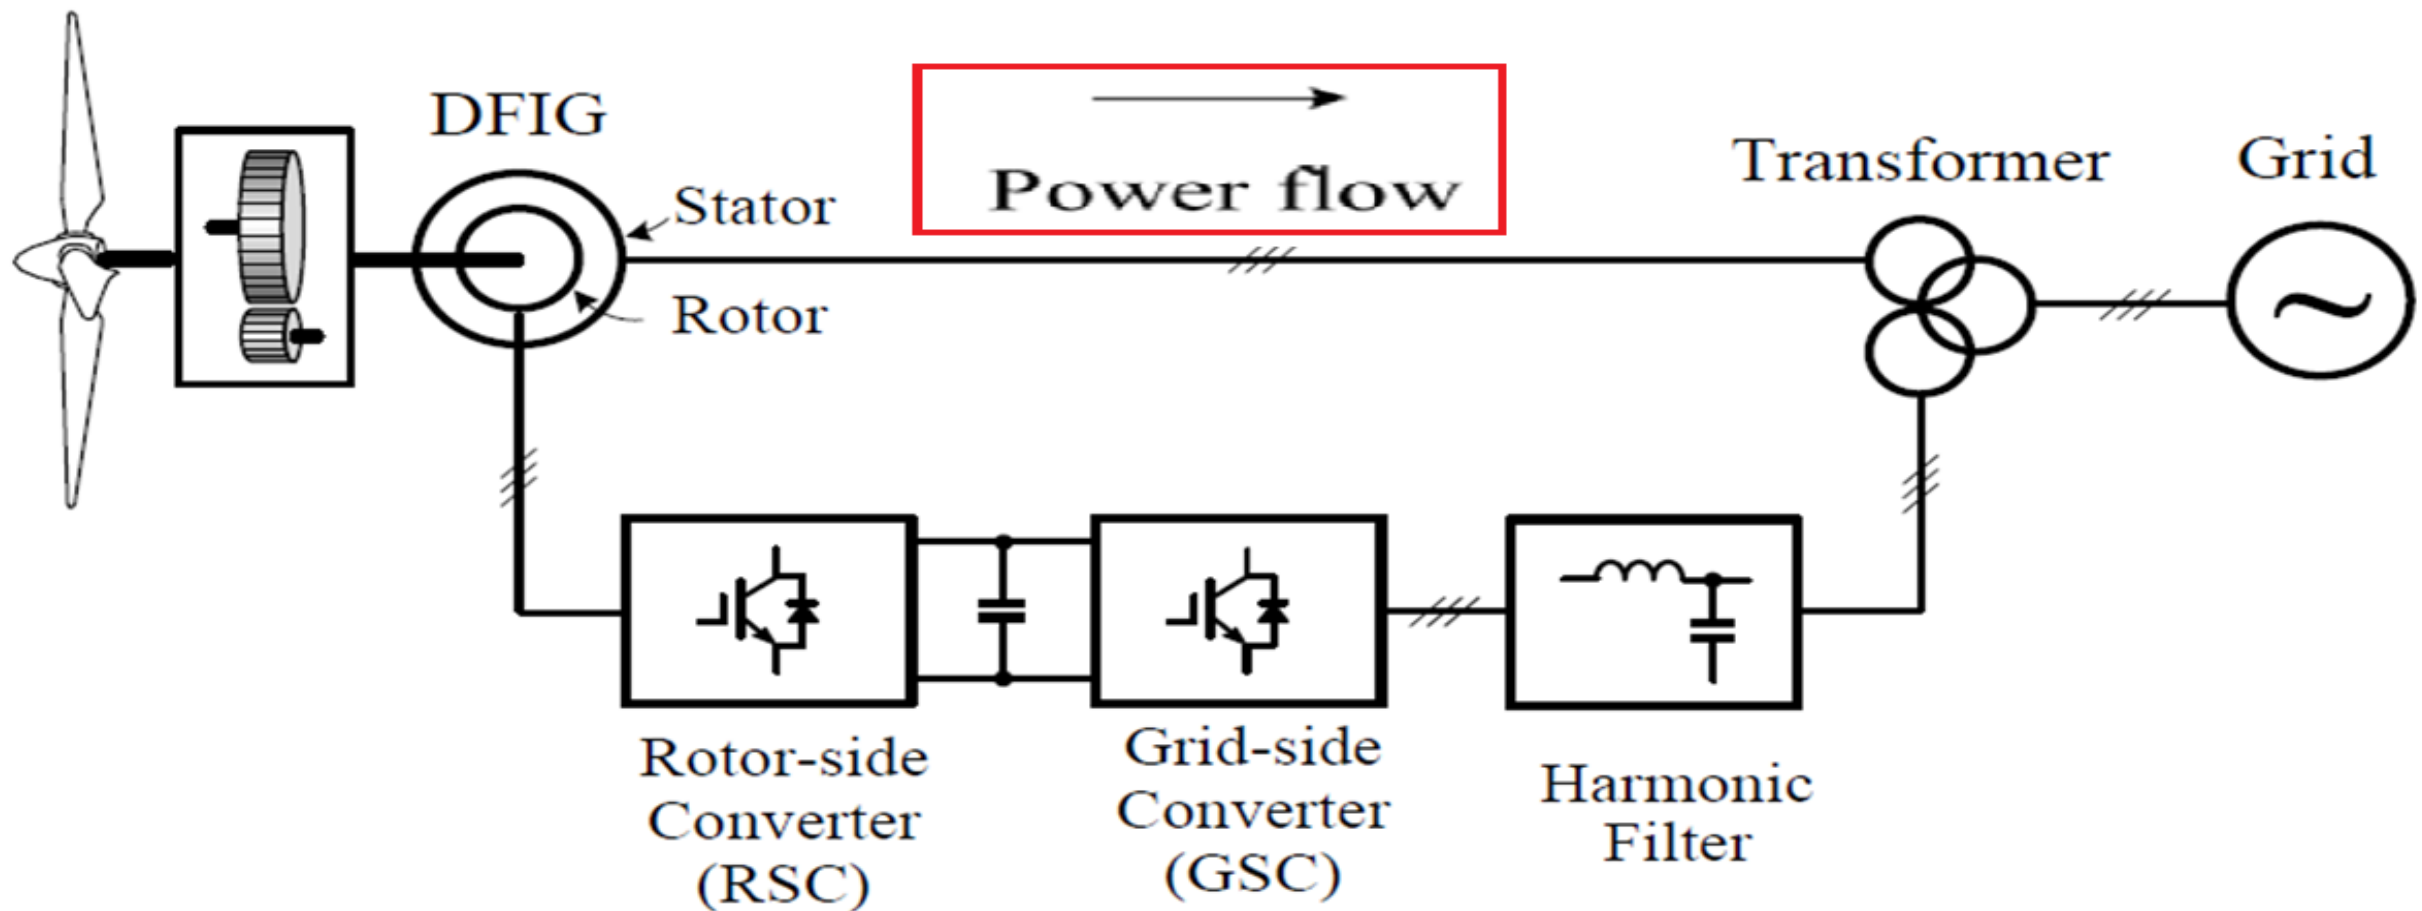 DFIG
Stator
Rotor
Power flow
Transformer
Grid
Rotor-side
Converter
(RSC)
Grid-side
Converter
(GSC)
Harmonic
Filter